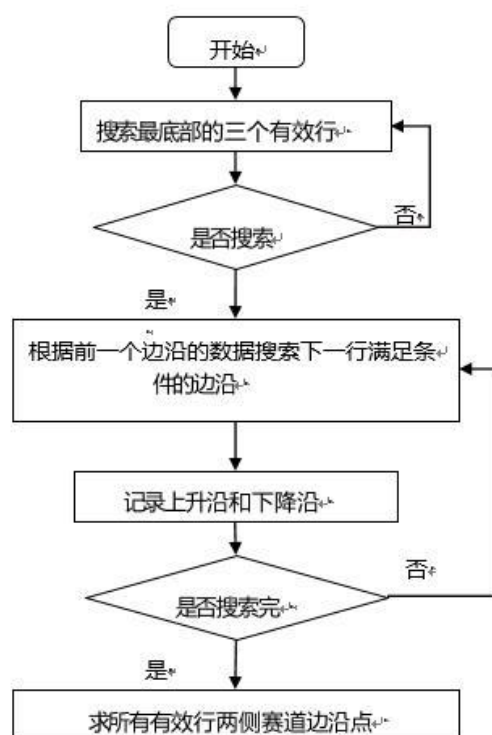 开始
搜索最底部的三个有效行
是否搜索
否
是
根据前一个边沿的数据搜索下一行满足条
件的边沿
记录上升沿和下降沿
是否搜索完
否
是
求所有有效行两侧赛道边沿点